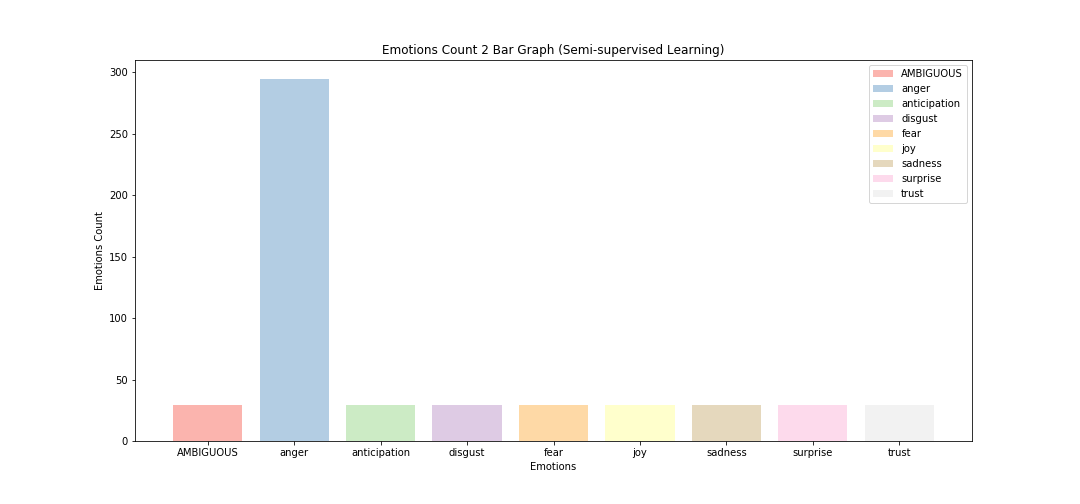 Emotions Count 2 Bar Graph (Semi-supervised Learning)
300
250
200
150
100
50
0
Emotions Count
AMBIGUOUS
anger
anticipation
disgust
fear
joy
sadness
surprise
trust
AMBIGUOUS anger anticipation disgust fear joy sadness surprise trust
Emotions